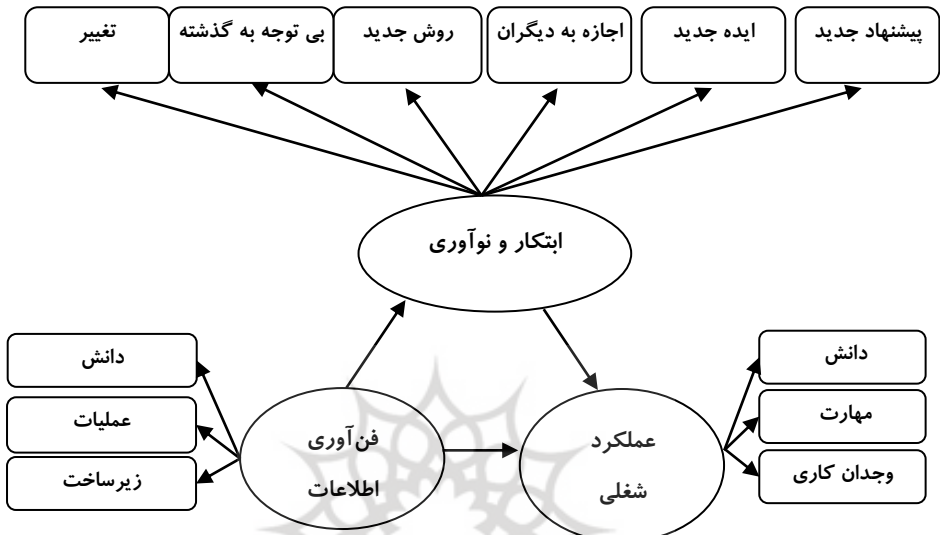 پیشنهاد جدید
ایده جدید
اجازه به دیگران
روش جدید
بی توجه به گذشته
تغییر
ابتکار و نوآوری
دانش
مهارت
وجدان کاری
عملکرد
شغلی
فن‌آوری
اطلاعات
دانش
عملیات
زیرساخت